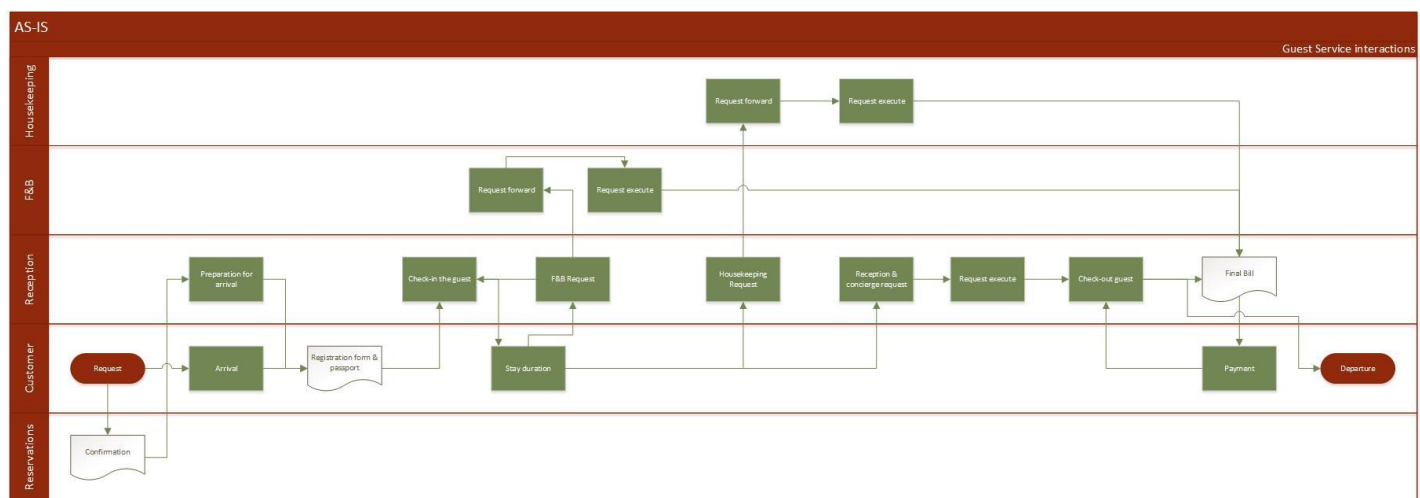 AS-IS
Guest Service interactions
Housekeeping
Request forward
Request execute
F&B
Request forward
Request execute
Reception
Preparation for
arrival
Check-in the guest
F&B Request
Housekeeping
Request
Reception &
concierge request
Request execute
Check-out guest
Final Bill
Customer
Request
Arrival
Registration form &
passport
Stay duration
Payment
Departure
Reservations
Confirmation